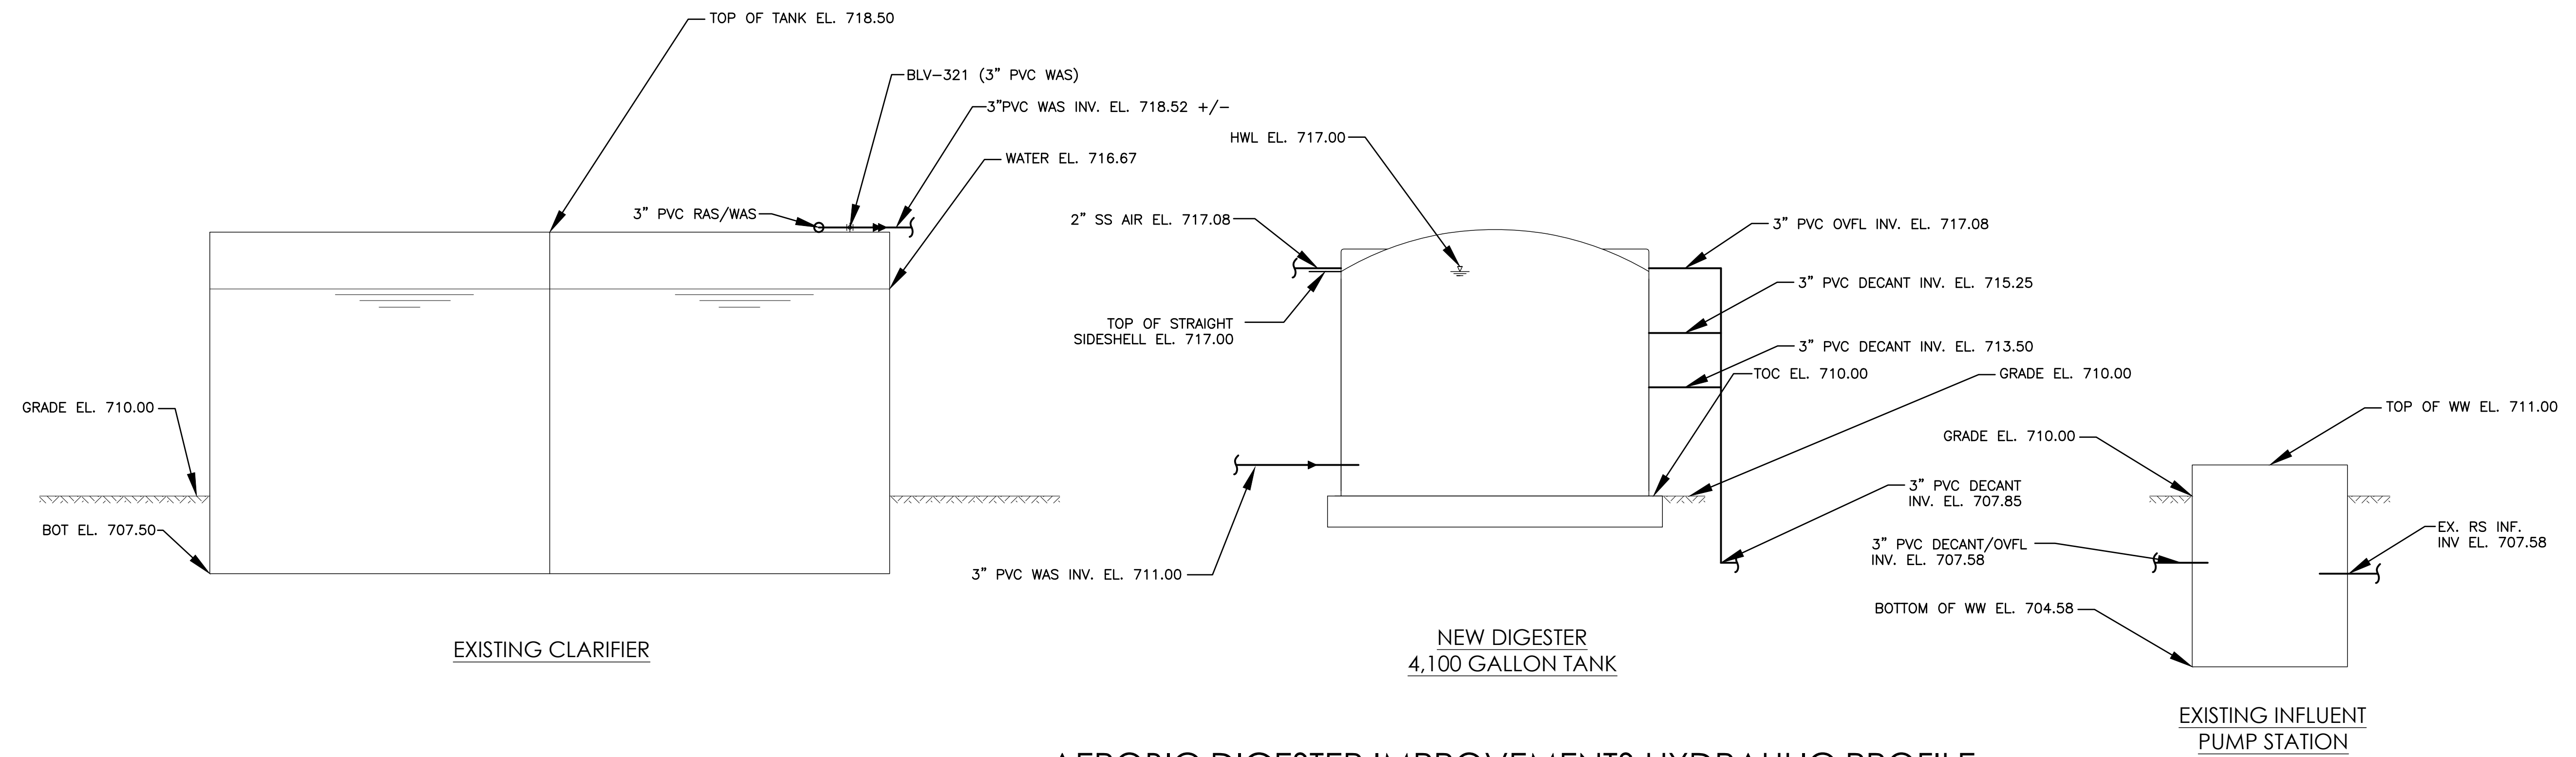 TOP OF TANK EL. 718.50
BLV-321 (3" PVC WAS)
3"PVC WAS INV. EL. 718.52 +/-
WATER EL. 716.67
3" PVC RAS/WAS
GRADE EL. 710.00
BOT EL. 707.50
EXISTING CLARIFIER
HWL EL. 717.00
2" SS AIR EL. 717.08
TOP OF STRAIGHT
SIDESHELL EL. 717.00
3" PVC WAS INV. EL. 711.00
3" PVC OVFL INV. EL. 717.08
3" PVC DECANT INV. EL. 715.25
3" PVC DECANT INV. EL. 713.50
TOC EL. 710.00
GRADE EL. 710.00
3" PVC DECANT
INV. EL. 707.85
NEW DIGESTER
4,100 GALLON TANK
TOP OF WW EL. 711.00
GRADE EL. 710.00
3" PVC DECANT/OVFL
INV. EL. 707.58
EX. RS INF.
INV EL. 707.58
BOTTOM OF WW EL. 704.58
EXISTING INFLUENT
PUMP STATION
AEROBIC DIGESTER IMPROVEMENTS HYDRAULIC PROFILE